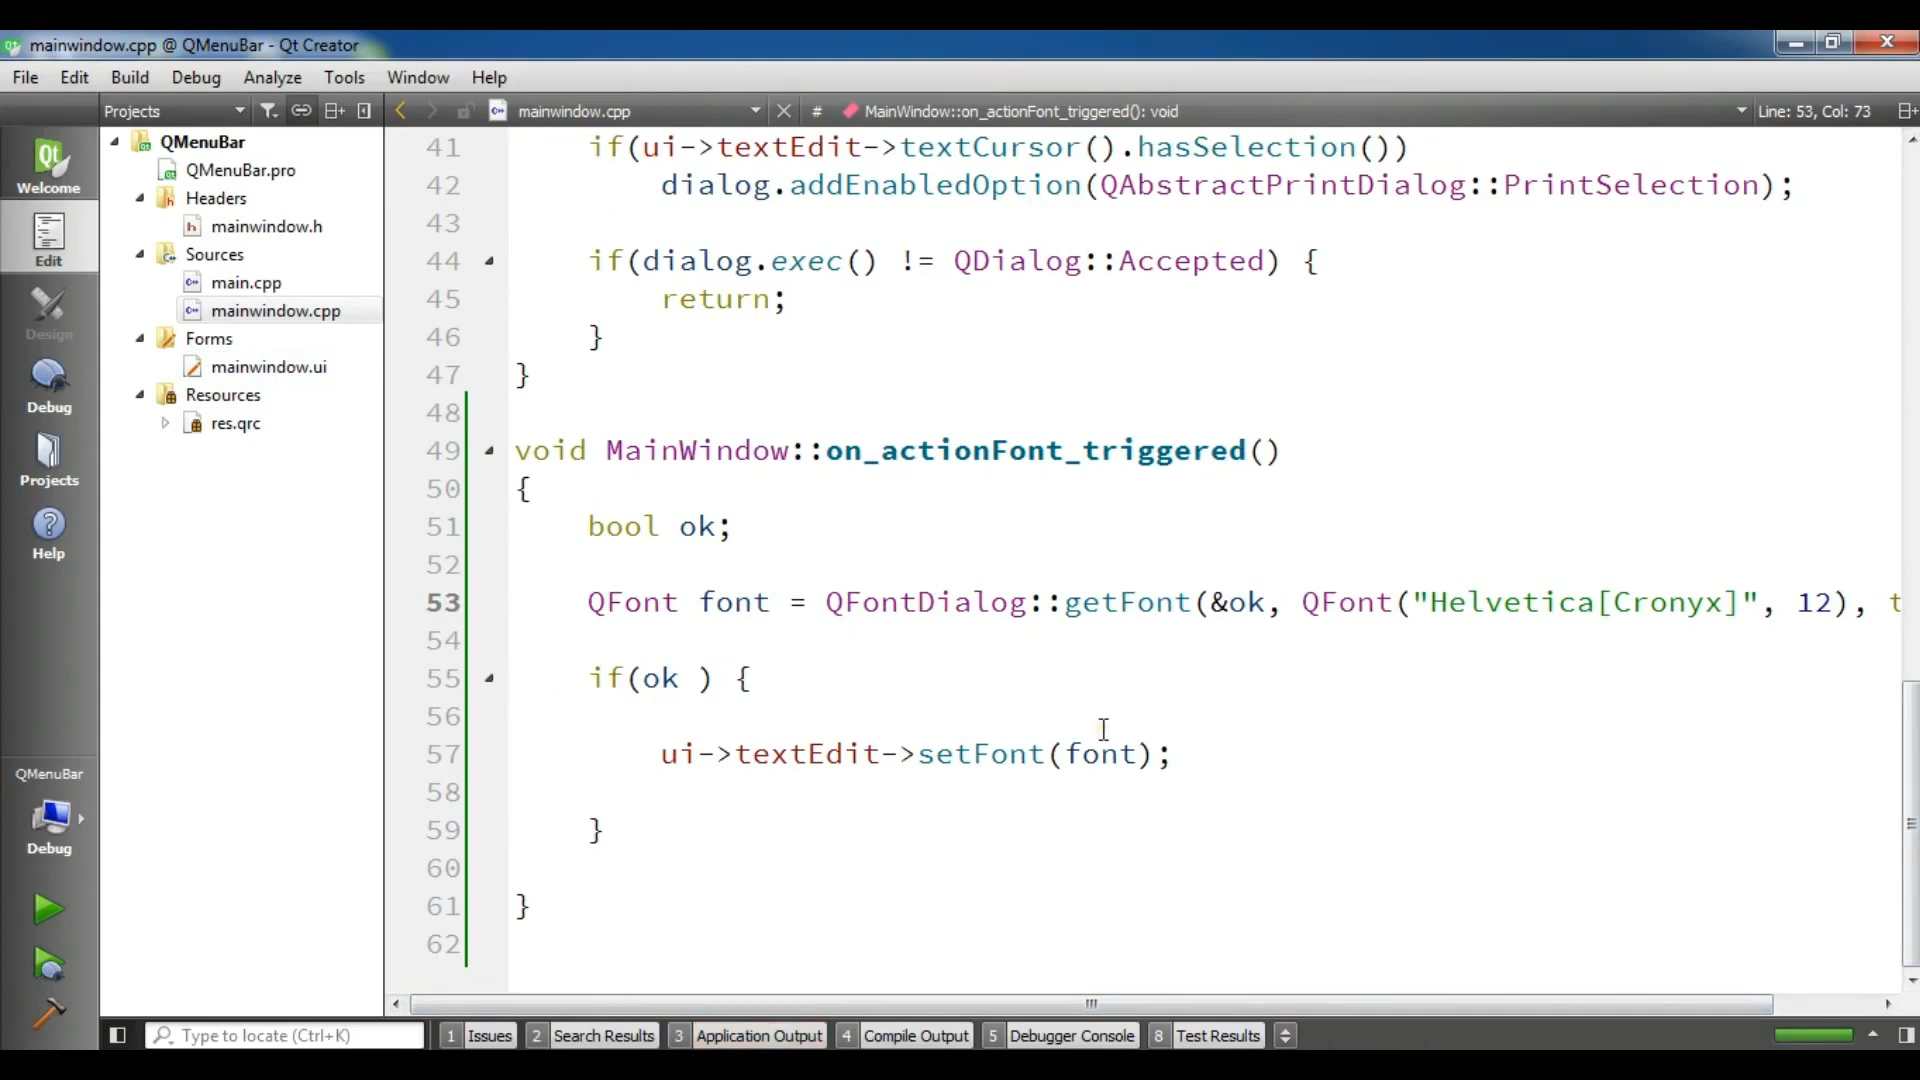 mainwindow.cpp @ QMenuBar - Qt Creator
File Edit Build Debug Analyze Tools Window Help
Projects mainwindow.cpp # MainWindow::on_actionFont_triggered(): void Line: 53, Col: 73
Welcome
Edit
Design
Debug
Projects
Help
QMenuBar
Debug
QMenuBar
QMenuBar.pro
Headers
mainwindow.h
Sources
main.cpp
mainwindow.cpp
Forms
mainwindow.ui
Resources
res.qrc
41 if(ui->textEdit->textCursor().hasSelection())
42 dialog.addEnabledOption(QAbstractPrintDialog::PrintSelection);
43
44 if(dialog.exec() != QDialog::Accepted) {
45 return;
46 }
47 }
48
49 void MainWindow::on_actionFont_triggered()
50 {
51 bool ok;
52
53 QFont font = QFontDialog::getFont(&ok, QFont("Helvetica[Cronyx]", 12), t
54
55 if(ok ) {
56
57 ui->textEdit->setFont(font);
58
59 }
60
61 }
62
Type to locate (Ctrl+K) 1 Issues 2 Search Results 3 Application Output 4 Compile Output 5 Debugger Console 8 Test Results